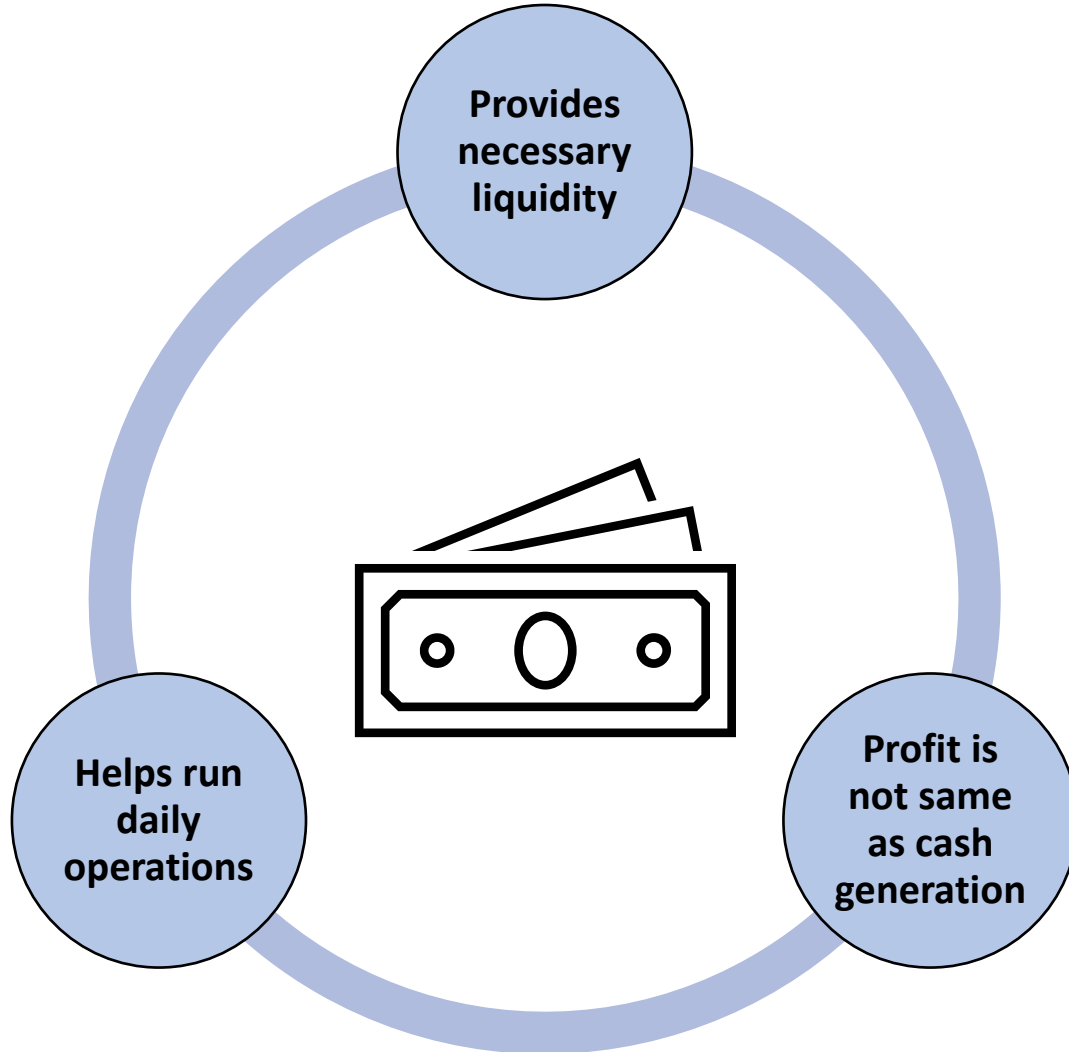 Provides
necessary
liquidity
Profit is
not same
as cash
generation
Helps run
daily
operations